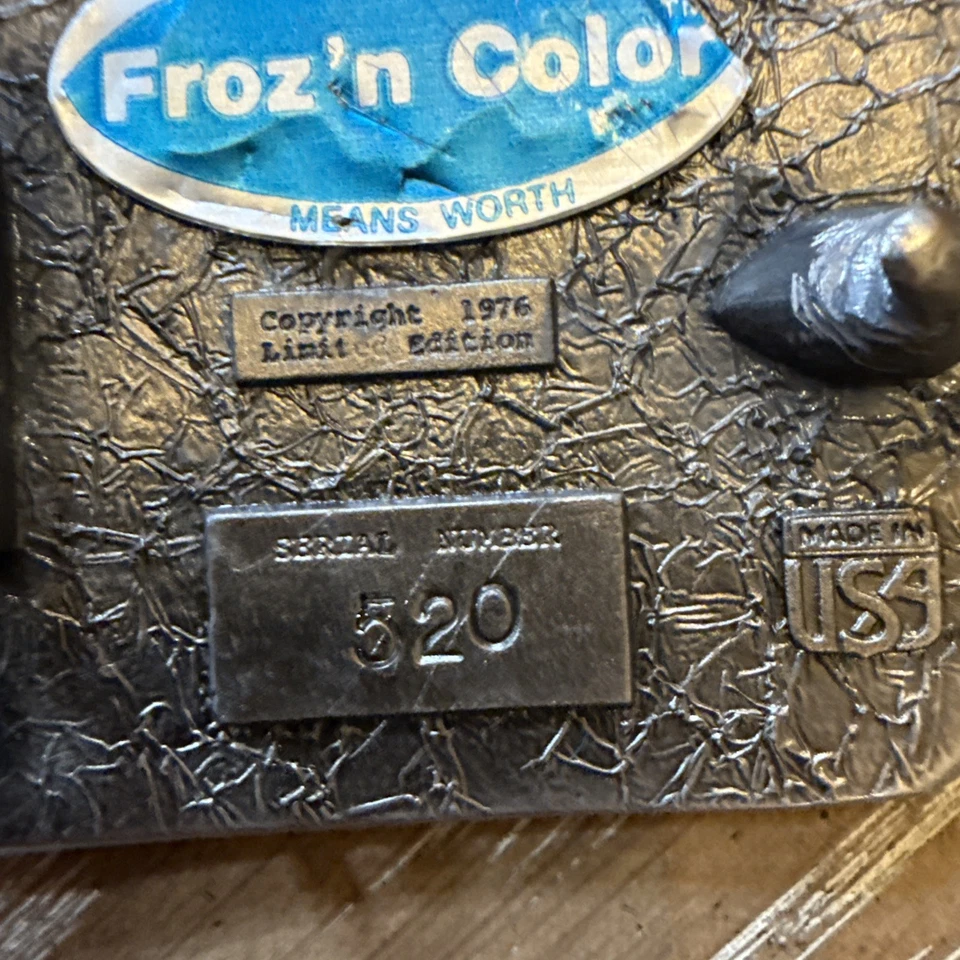 Froz'n Color
MEANS WORTH
Copyright 1976
Limited Edition
SERIAL NUMBER
520
MADE IN
USA